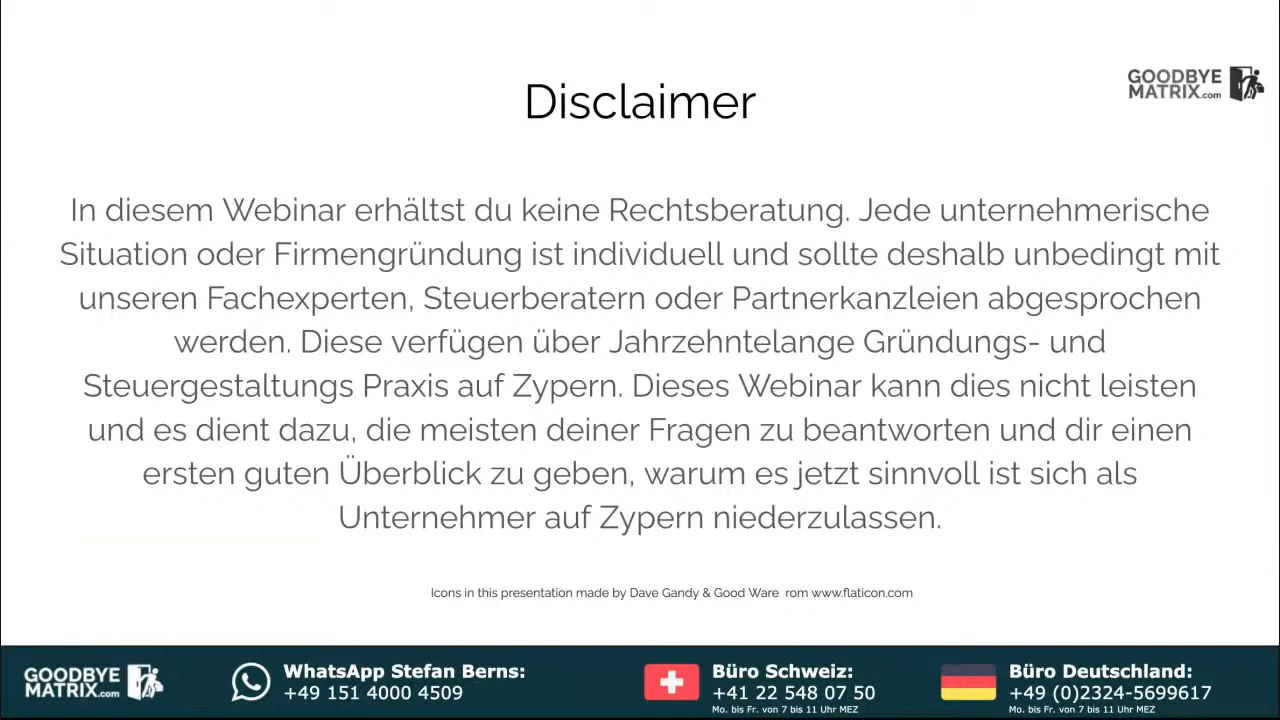 GOODBYE
MATRIX.com
Disclaimer
In diesem Webinar erhältst du keine Rechtsberatung. Jede unternehmerische
Situation oder Firmengründung ist individuell und sollte deshalb unbedingt mit
unseren Fachexperten, Steuerberatern oder Partnerkanzleien abgesprochen
werden. Diese verfügen über Jahrzehntelange Gründungs- und
Steuergestaltungs Praxis auf Zypern. Dieses Webinar kann dies nicht leisten
und es dient dazu, die meisten deiner Fragen zu beantworten und dir einen
ersten guten Überblick zu geben, warum es jetzt sinnvoll ist sich als
Unternehmer auf Zypern niederzulassen.
Icons in this presentation made by Dave Gandy & Good Ware rom www.flaticon.com
GOODBYE
MATRIX.com
WhatsApp Stefan Berns:
+49 151 4000 4509
Büro Schweiz:
+41 22 548 07 50
Mo. bis Fr. von 7 bis 11 Uhr MEZ
Büro Deutschland:
+49 (0)2324-5699617
Mo. bis Fr. von 7 bis 11 Uhr MEZ